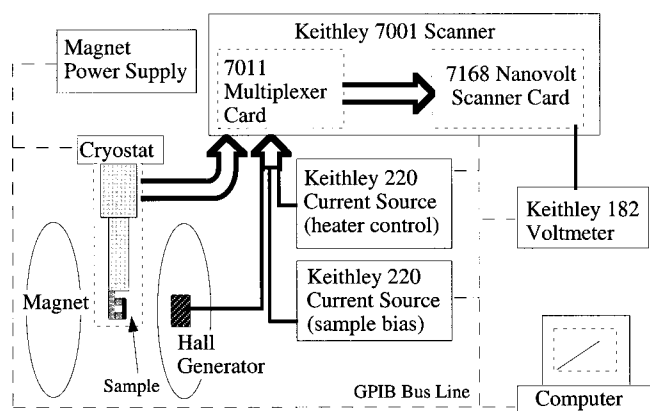 Keithley 7001 Scanner
Magnet
Power Supply
7011
Multiplexer
Card
7168 Nanovolt
Scanner Card
Cryostat
Keithley 220
Current Source
(heater control)
Keithley 182
Voltmeter
Keithley 220
Current Source
(sample bias)
Magnet
Hall
Generator
Sample
GPIB Bus Line
Computer